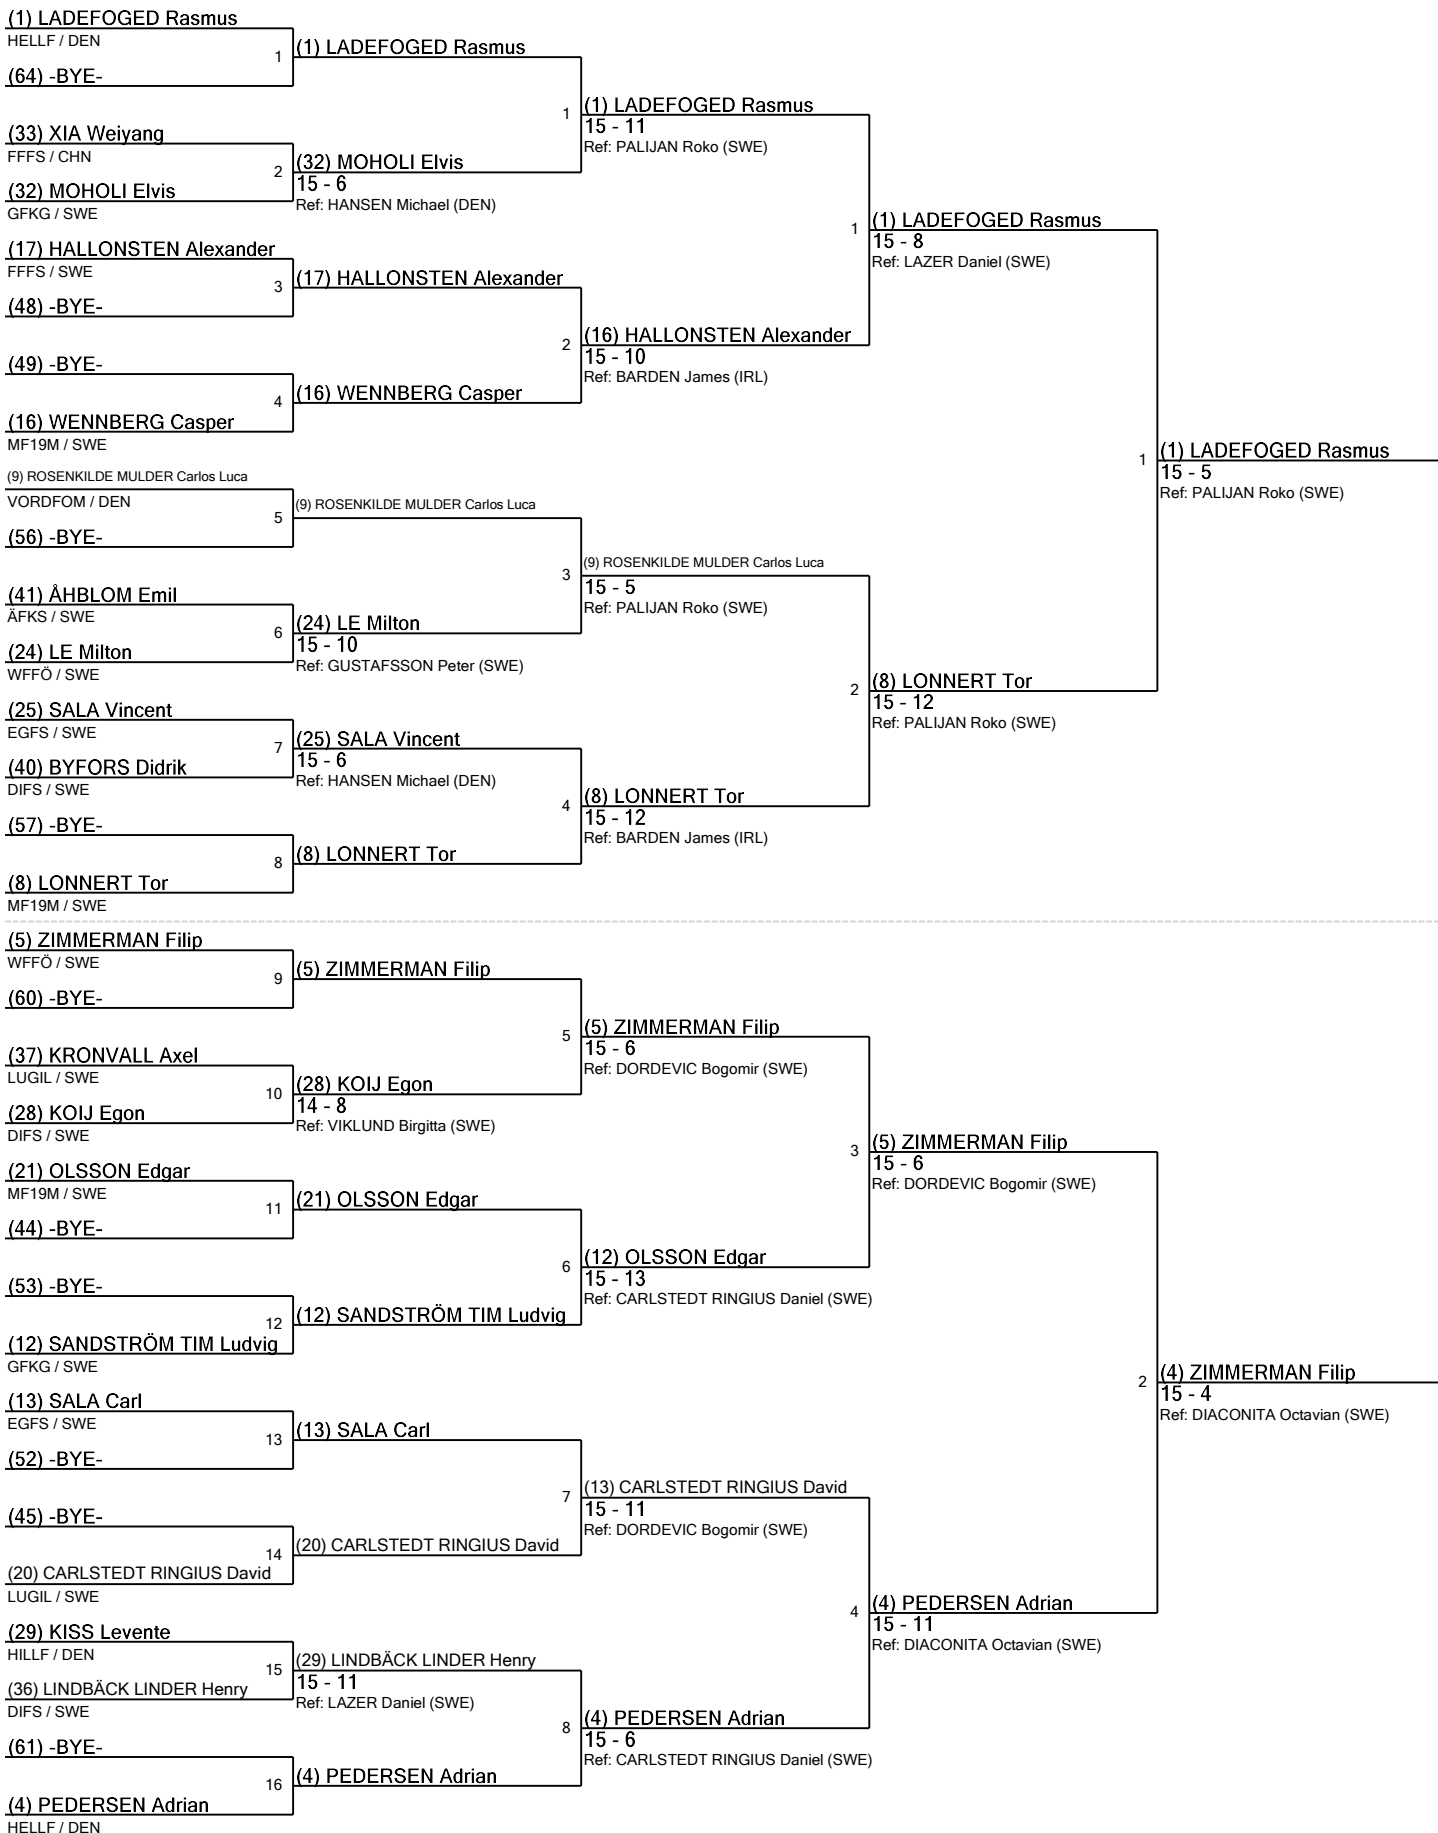 (1) LADEFOGED Rasmus
HELLF / DEN
1
(64) -BYE-
(33) XIA Weiyang
FFFS / CHN
2
(32) MOHOLI Elvis
GFKG / SWE
(17) HALLONSTEN Alexander
FFFS / SWE
3
(48) -BYE-
(49) -BYE-
4
(16) WENNBERG Casper
MF19M / SWE
(9) ROSENKILDE MULDER Carlos Luca
VORDFOM / DEN
5
(56) -BYE-
(41) ÅHBLOM Emil
ÄFKS / SWE
6
(24) LE Milton
WFFÖ / SWE
(25) SALA Vincent
EGFS / SWE
7
(40) BYFORS Didrik
DIFS / SWE
(57) -BYE-
8
(8) LONNERT Tor
MF19M / SWE
(5) ZIMMERMAN Filip
WFFÖ / SWE
9
(60) -BYE-
(37) KRONVALL Axel
LUGIL / SWE
10
(28) KOIJ Egon
DIFS / SWE
(21) OLSSON Edgar
MF19M / SWE
11
(44) -BYE-
(53) -BYE-
12
(12) SANDSTRÖM TIM Ludvig
GFKG / SWE
(13) SALA Carl
EGFS / SWE
13
(52) -BYE-
(45) -BYE-
14
(20) CARLSTEDT RINGIUS David
LUGIL / SWE
(29) KISS Levente
HILLF / DEN
15
(36) LINDBÄCK LINDER Henry
DIFS / SWE
(61) -BYE-
16
(4) PEDERSEN Adrian
HELLF / DEN
(1) LADEFOGED Rasmus
1
(32) MOHOLI Elvis
15 - 6
Ref: HANSEN Michael (DEN)
(17) HALLONSTEN Alexander
2
(16) WENNBERG Casper
(9) ROSENKILDE MULDER Carlos Luca
3
(24) LE Milton
15 - 10
Ref: GUSTAFSSON Peter (SWE)
(25) SALA Vincent
15 - 6
Ref: HANSEN Michael (DEN)
4
(8) LONNERT Tor
(5) ZIMMERMAN Filip
5
(28) KOIJ Egon
14 - 8
Ref: VIKLUND Birgitta (SWE)
(21) OLSSON Edgar
6
(12) SANDSTRÖM TIM Ludvig
(13) SALA Carl
7
(20) CARLSTEDT RINGIUS David
(29) LINDBÄCK LINDER Henry
15 - 11
Ref: LAZER Daniel (SWE)
8
(4) PEDERSEN Adrian
(1) LADEFOGED Rasmus
15 - 11
Ref: PALIJAN Roko (SWE)
1
(16) HALLONSTEN Alexander
15 - 10
Ref: BARDEN James (IRL)
(9) ROSENKILDE MULDER Carlos Luca
15 - 5
Ref: PALIJAN Roko (SWE)
2
(8) LONNERT Tor
15 - 12
Ref: BARDEN James (IRL)
(5) ZIMMERMAN Filip
15 - 6
Ref: DORDEVIC Bogomir (SWE)
3
(12) OLSSON Edgar
15 - 13
Ref: CARLSTEDT RINGIUS Daniel (SWE)
(13) CARLSTEDT RINGIUS David
15 - 11
Ref: DORDEVIC Bogomir (SWE)
4
(4) PEDERSEN Adrian
15 - 6
Ref: CARLSTEDT RINGIUS Daniel (SWE)
(1) LADEFOGED Rasmus
15 - 8
Ref: LAZER Daniel (SWE)
1
(8) LONNERT Tor
15 - 12
Ref: PALIJAN Roko (SWE)
(5) ZIMMERMAN Filip
15 - 6
Ref: DORDEVIC Bogomir (SWE)
2
(4) PEDERSEN Adrian
15 - 11
Ref: DIACONITA Octavian (SWE)
(1) LADEFOGED Rasmus
15 - 5
Ref: PALIJAN Roko (SWE)
(4) ZIMMERMAN Filip
15 - 4
Ref: DIACONITA Octavian (SWE)